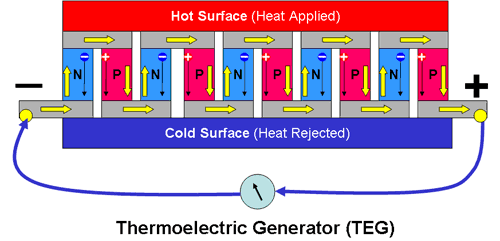 Hot Surface (Heat Applied)
N P N P N P N P
− +
Cold Surface (Heat Rejected)
Thermoelectric Generator (TEG)